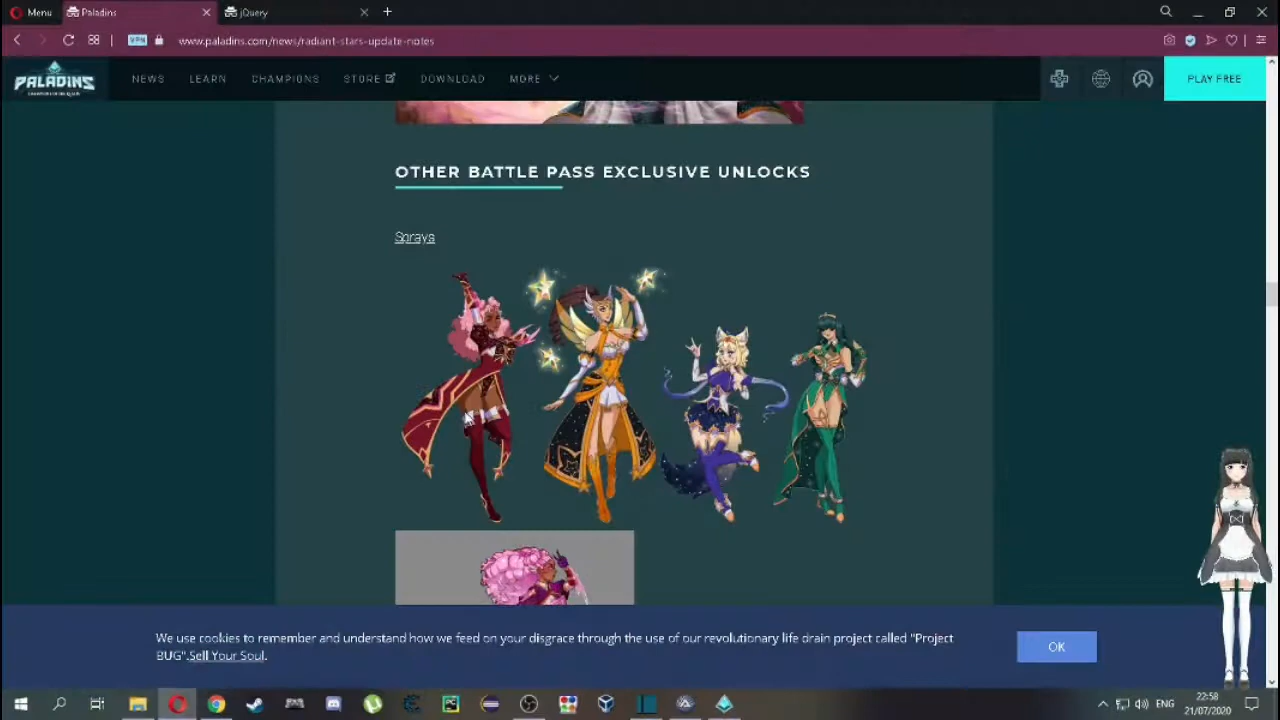 Menu
Paladins
jQuery
VPN
www.paladins.com/news/radiant-stars-update-notes
PALADINS
NEWS
LEARN
CHAMPIONS
STORE
DOWNLOAD
MORE
PLAY FREE
OTHER BATTLE PASS EXCLUSIVE UNLOCKS
Sprays
We use cookies to remember and understand how we feed on your disgrace through the use of our revolutionary life drain project called "Project
BUG".Sell Your Soul.
OK
ENG
22:58
21/07/2020